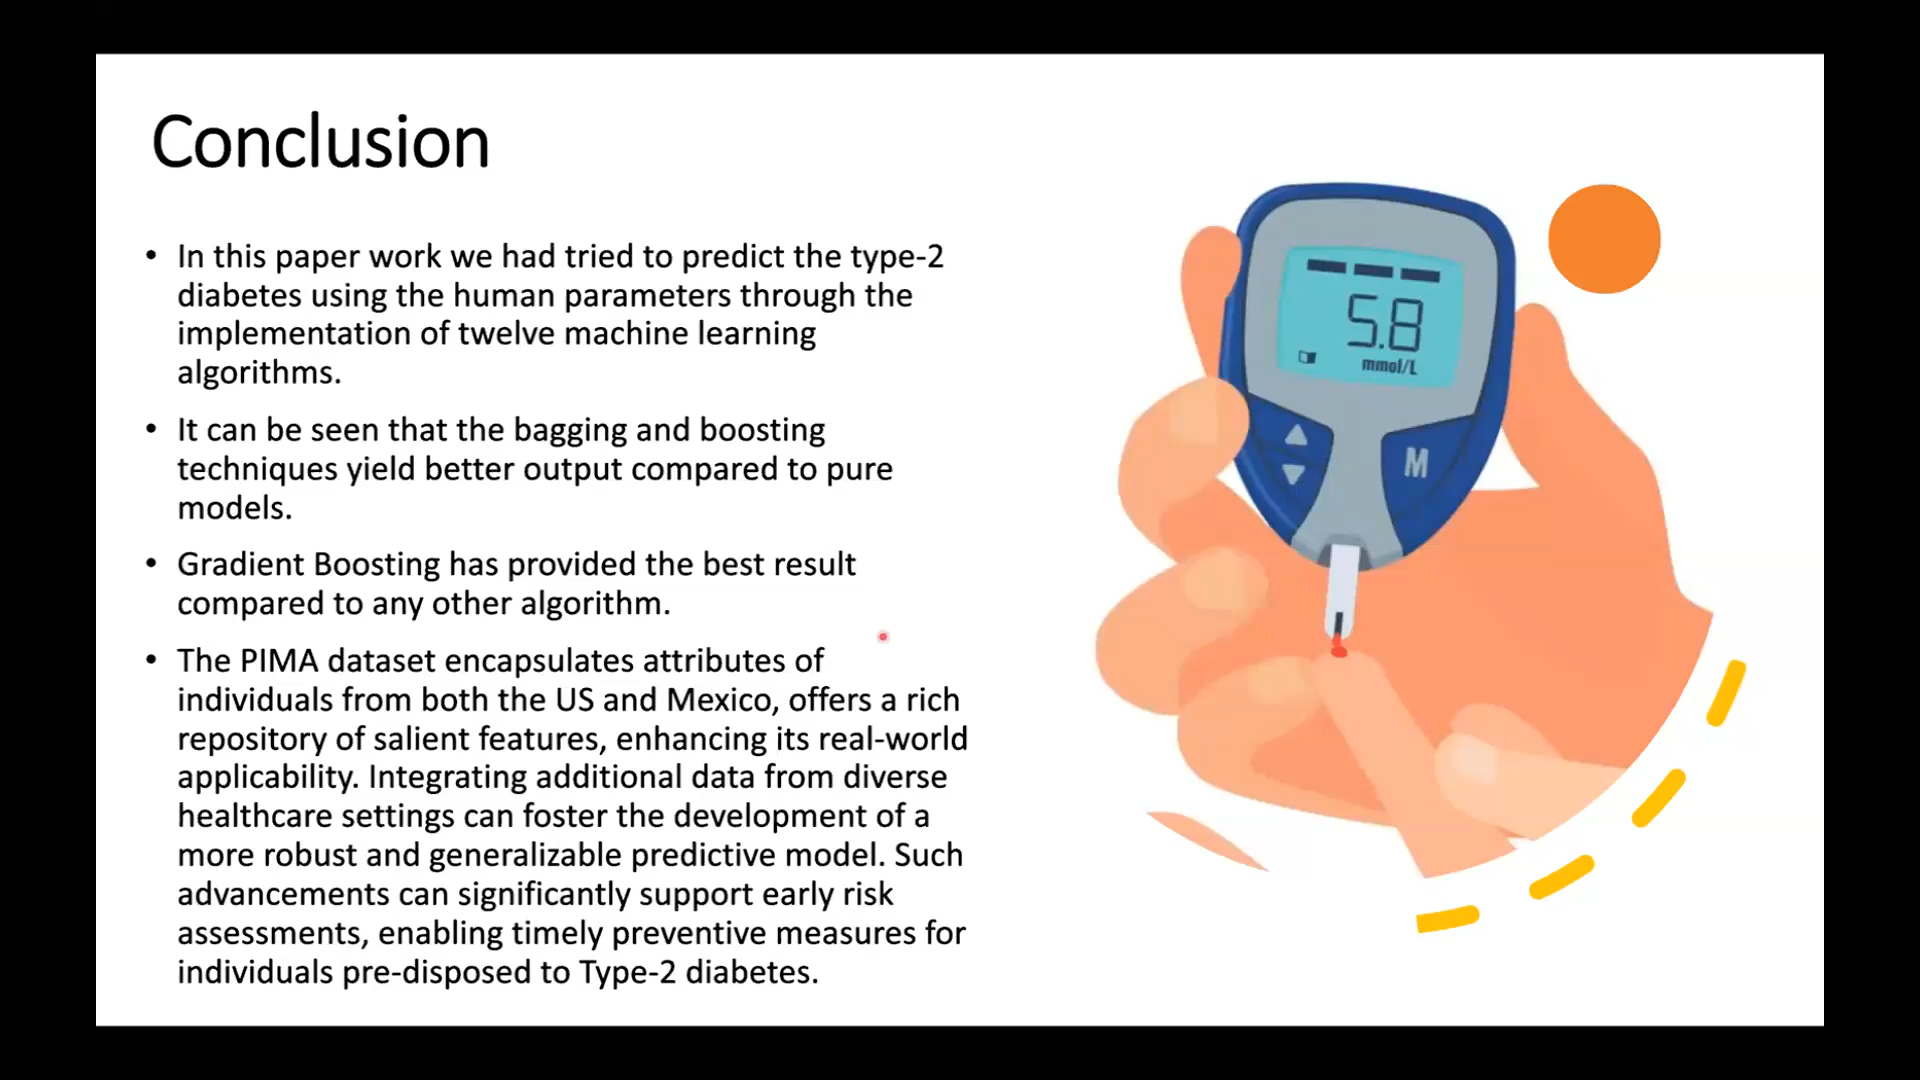 Conclusion
• In this paper work we had tried to predict the type-2
diabetes using the human parameters through the
implementation of twelve machine learning
algorithms.
• It can be seen that the bagging and boosting
techniques yield better output compared to pure
models.
• Gradient Boosting has provided the best result
compared to any other algorithm.
• The PIMA dataset encapsulates attributes of
individuals from both the US and Mexico, offers a rich
repository of salient features, enhancing its real-world
applicability. Integrating additional data from diverse
healthcare settings can foster the development of a
more robust and generalizable predictive model. Such
advancements can significantly support early risk
assessments, enabling timely preventive measures for
individuals pre-disposed to Type-2 diabetes.
5.8
mmol/L
M